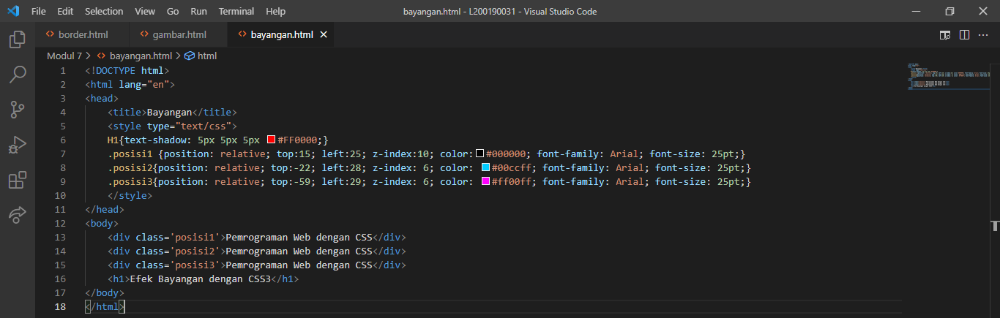 File Edit Selection View Go Run Terminal Help bayangan.html - L200190031 - Visual Studio Code
border.html gambar.html bayangan.html
Modul 7 > bayangan.html > html
1 <!DOCTYPE html>
2 <html lang="en">
3 <head>
4     <title>Bayangan</title>
5     <style type="text/css">
6     H1{text-shadow: 5px 5px 5px #FF0000;}
7     .posisi1 {position: relative; top:15; left:25; z-index:10; color:#000000; font-family: Arial; font-size: 25pt;}
8     .posisi2{position: relative; top:-22; left:28; z-index: 6; color: #00ccff; font-family: Arial; font-size: 25pt;}
9     .posisi3{position: relative; top:-59; left:29; z-index: 6; color: #ff00ff; font-family: Arial; font-size: 25pt;}
10     </style>
11 </head>
12 <body>
13     <div class='posisi1'>Pemrograman Web dengan CSS</div>
14     <div class='posisi2'>Pemrograman Web dengan CSS</div>
15     <div class='posisi3'>Pemrograman Web dengan CSS</div>
16     <h1>Efek Bayangan dengan CSS3</h1>
17 </body>
18 </html>